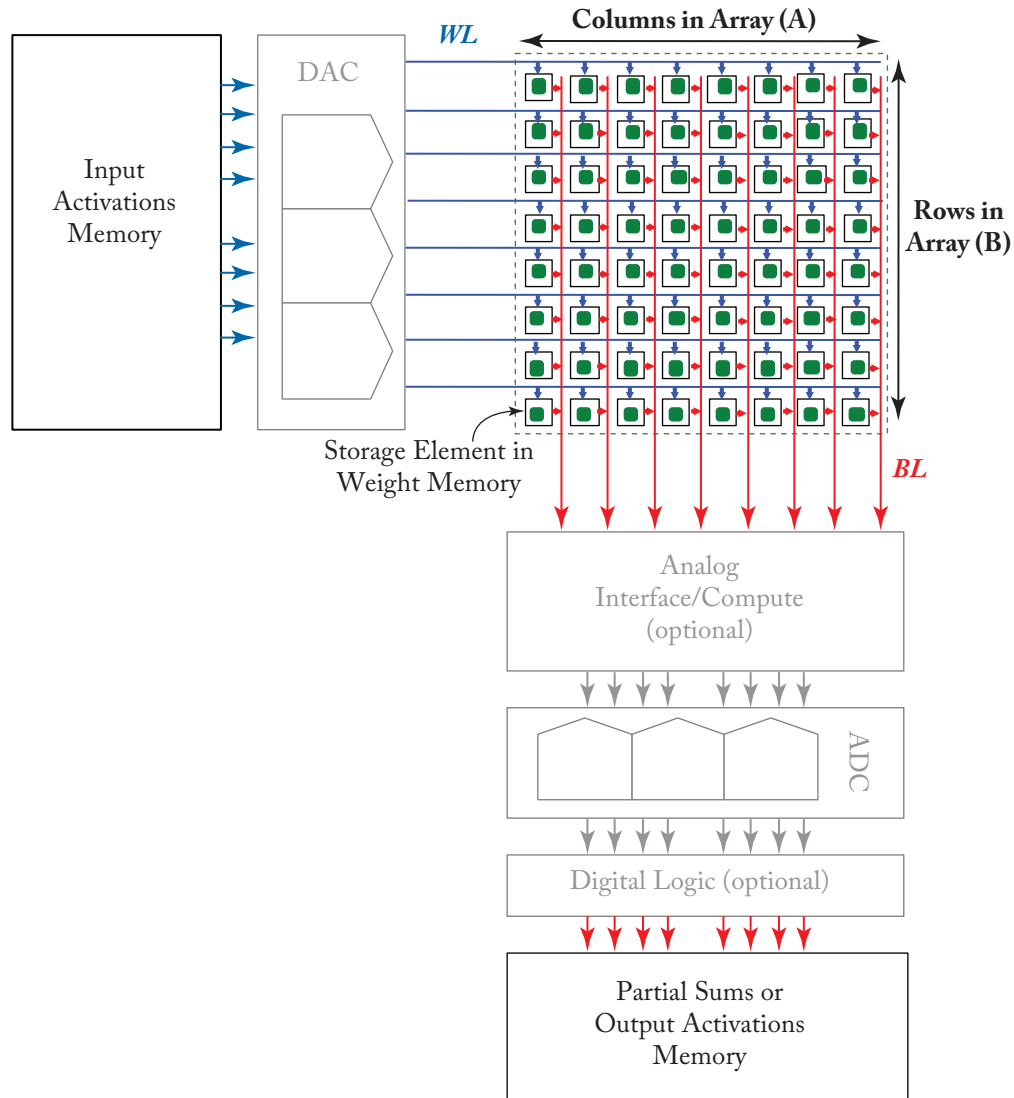 Columns in Array (A)
WL
DAC
Input
Activations
Memory
Rows in
Array (B)
Storage Element in
Weight Memory
BL
Analog
Interface/Compute
(optional)
ADC
Digital Logic (optional)
Partial Sums or
Output Activations
Memory